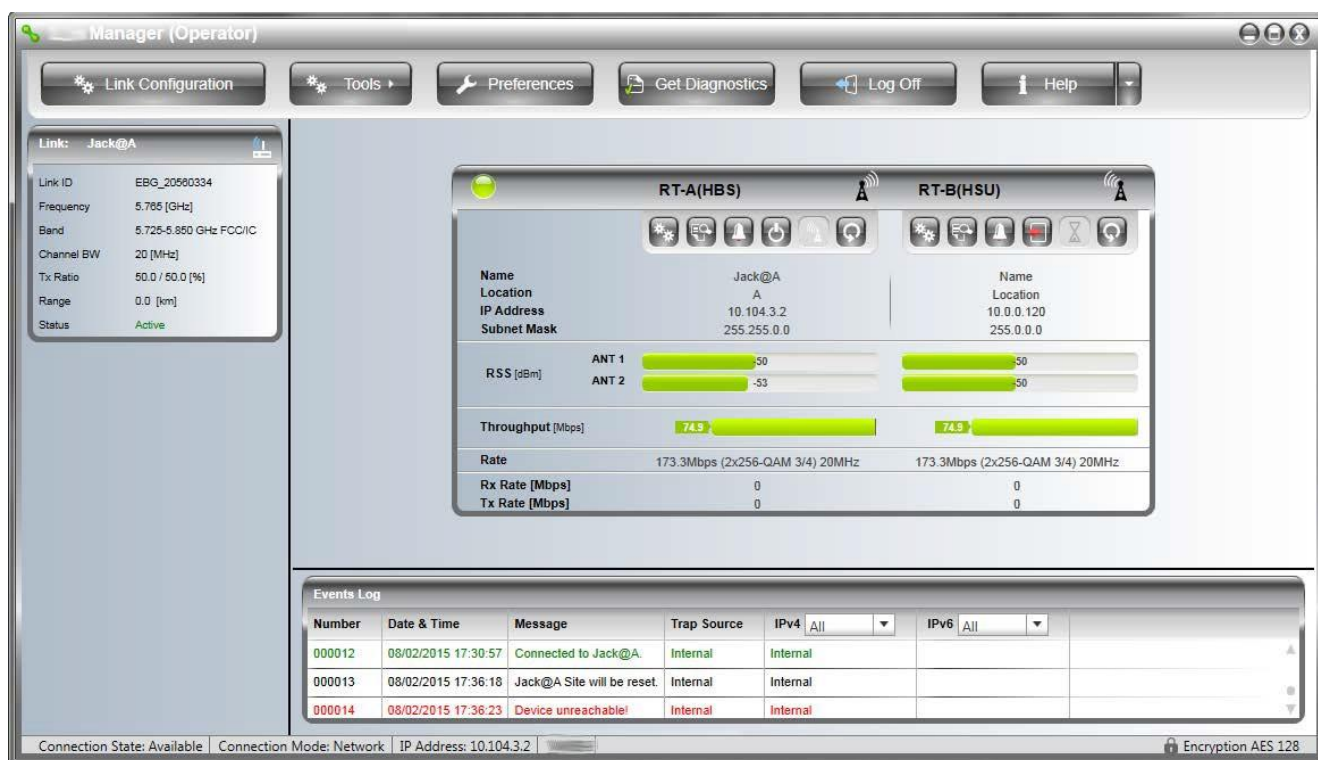 Manager (Operator)
Link Configuration Tools Preferences Get Diagnostics Log Off Help
Link: Jack@A
Link ID EBG_20560334
Frequency 5.765 [GHz]
Band 5.725-5.850 GHz FCC/IC
Channel BW 20 [MHz]
Tx Ratio 50.0 / 50.0 [%]
Range 0.0 [km]
Status Active
RT-A(HBS) RT-B(HSU)
Name Jack@A Name
Location A Location
IP Address 10.104.3.2 10.0.0.120
Subnet Mask 255.255.0.0 255.0.0.0
RSS [dBm]
ANT 1 -50 -50
ANT 2 -53 -50
Throughput [Mbps] 74.9 74.9
Rate 173.3Mbps (2x256-QAM 3/4) 20MHz 173.3Mbps (2x256-QAM 3/4) 20MHz
Rx Rate [Mbps] 0 0
Tx Rate [Mbps] 0 0
Events Log
Number Date & Time Message Trap Source IPv4 All IPv6 All
000012 08/02/2015 17:30:57 Connected to Jack@A. Internal Internal
000013 08/02/2015 17:36:18 Jack@A Site will be reset. Internal Internal
000014 08/02/2015 17:36:23 Device unreachable! Internal Internal
Connection State: Available Connection Mode: Network IP Address: 10.104.3.2 Encryption AES 128